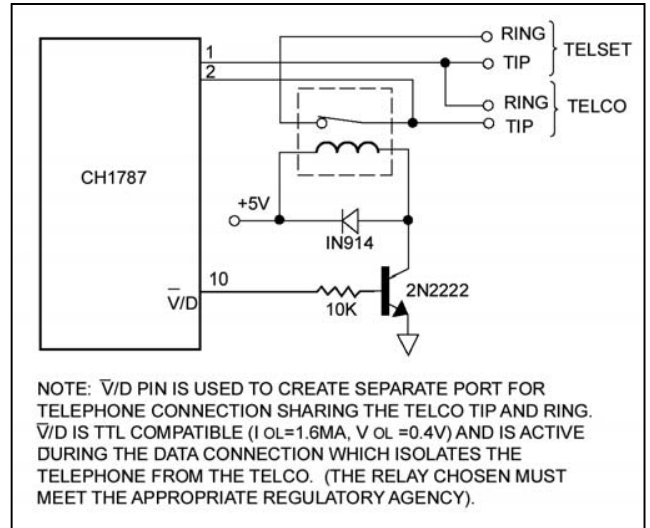 RING
TELSET
TIP
1
2
RING
TELCO
TIP
CH1787
+5V
IN914
10
V̅/D
10K
2N2222
NOTE: V̅/D PIN IS USED TO CREATE SEPARATE PORT FOR
TELEPHONE CONNECTION SHARING THE TELCO TIP AND RING.
V̅/D IS TTL COMPATIBLE (I OL=1.6MA, V OL =0.4V) AND IS ACTIVE
DURING THE DATA CONNECTION WHICH ISOLATES THE
TELEPHONE FROM THE TELCO. (THE RELAY CHOSEN MUST
MEET THE APPROPRIATE REGULATORY AGENCY).